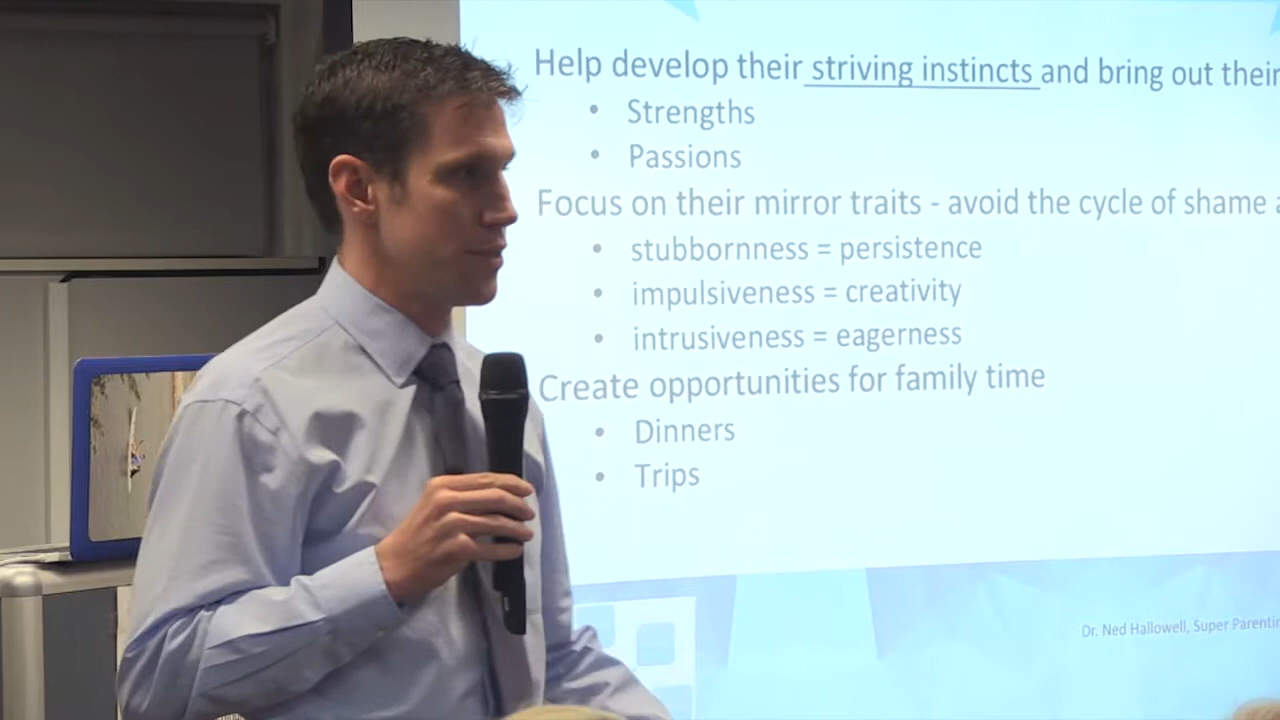 Help develop their striving instincts and bring out their
• Strengths
• Passions
Focus on their mirror traits - avoid the cycle of shame a
• stubbornness = persistence
• impulsiveness = creativity
• intrusiveness = eagerness
Create opportunities for family time
• Dinners
• Trips
Dr. Ned Hallowell, Super Parentin